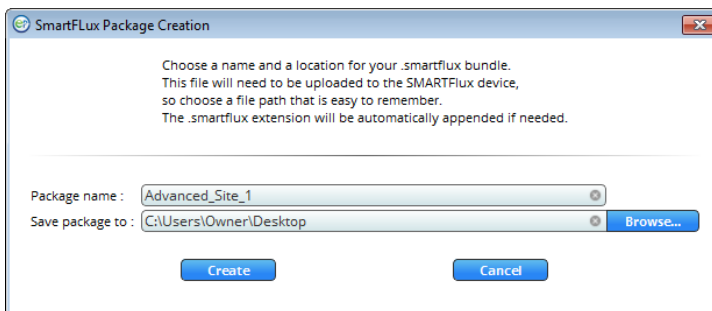 SmartFLux Package Creation
Choose a name and a location for your .smartflux bundle.
This file will need to be uploaded to the SMARTFlux device,
so choose a file path that is easy to remember.
The .smartflux extension will be automatically appended if needed.
Package name : Advanced_Site_1
Save package to : C:\Users\Owner\Desktop Browse...
Create Cancel